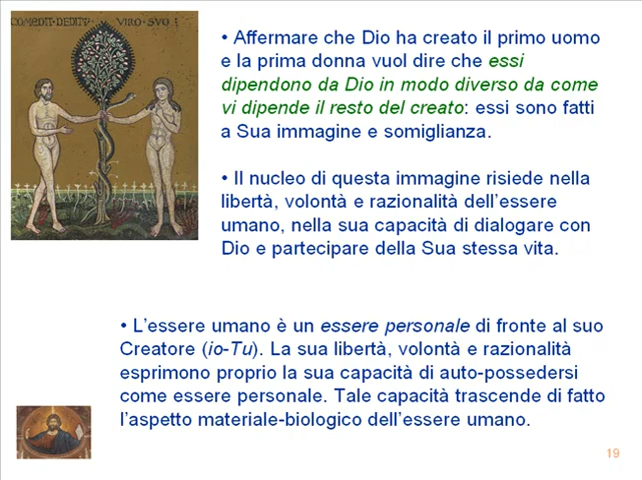 COMEDIT·DEDITV VIRO·SVO
• Affermare che Dio ha creato il primo uomo
e la prima donna vuol dire che essi
dipendono da Dio in modo diverso da come
vi dipende il resto del creato: essi sono fatti
a Sua immagine e somiglianza.
• Il nucleo di questa immagine risiede nella
libertà, volontà e razionalità dell’essere
umano, nella sua capacità di dialogare con
Dio e partecipare della Sua stessa vita.
• L’essere umano è un essere personale di fronte al suo
Creatore (io-Tu). La sua libertà, volontà e razionalità
esprimono proprio la sua capacità di auto-possedersi
come essere personale. Tale capacità trascende di fatto
l’aspetto materiale-biologico dell’essere umano.
19